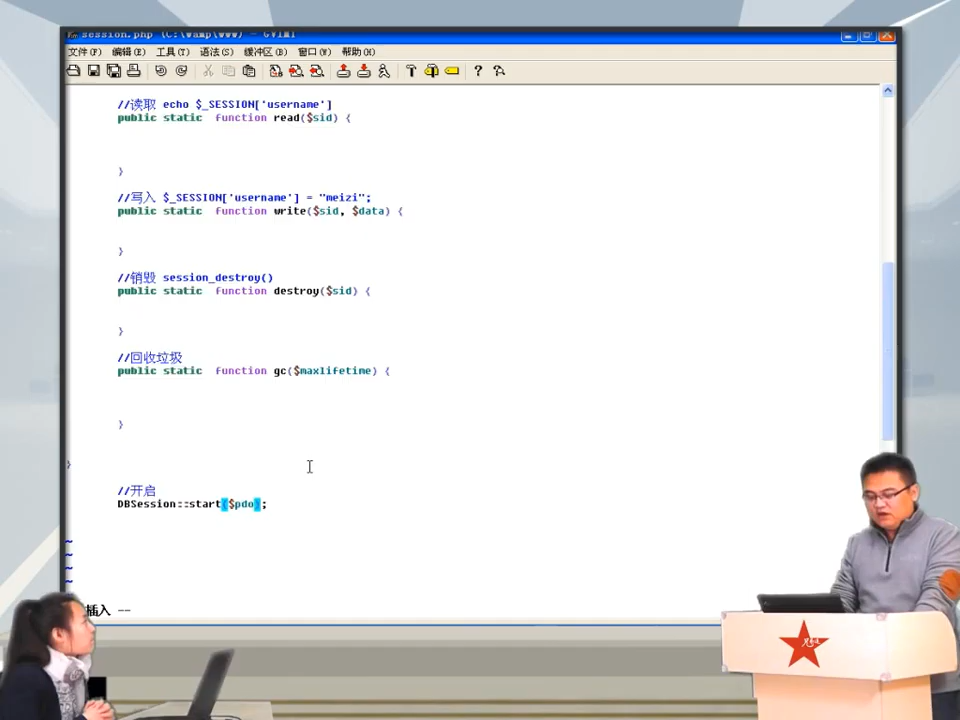 session.php (C:\wamp\www) - GVIM1
文件(F) 编辑(E) 工具(T) 语法(S) 缓冲区(B) 窗口(W) 帮助(H)
//读取 echo $_SESSION['username']
public static  function read($sid) {
}
//写入 $_SESSION['username'] = "meizi";
public static  function write($sid, $data) {
}
//销毁 session_destroy()
public static  function destroy($sid) {
}
//回收垃圾
public static  function gc($maxlifetime) {
}
}
//开启
DBSession::start($pdo);
~
~
~
~
插入 --